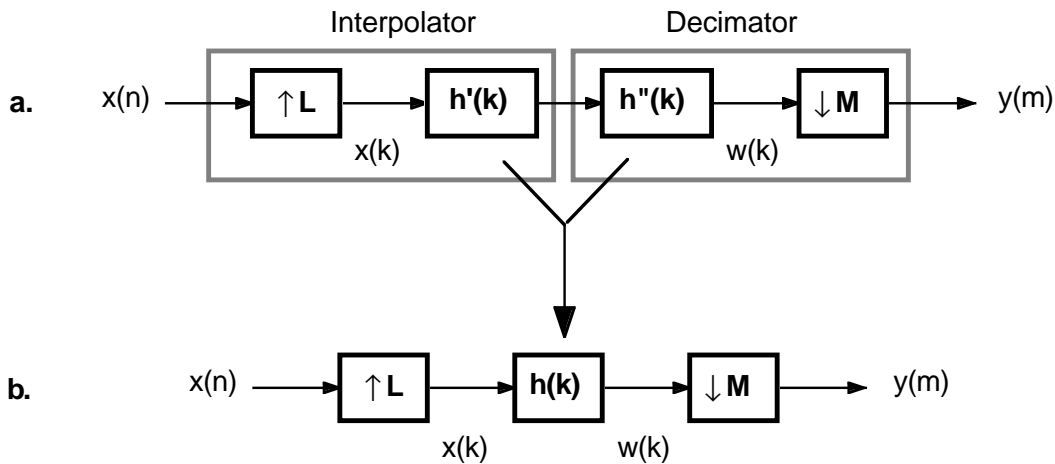 Interpolator Decimator
a. x(n) ↑ L h'(k) h"(k) ↓ M y(m)
x(k) w(k)
b. x(n) ↑ L h(k) ↓ M y(m)
x(k) w(k)